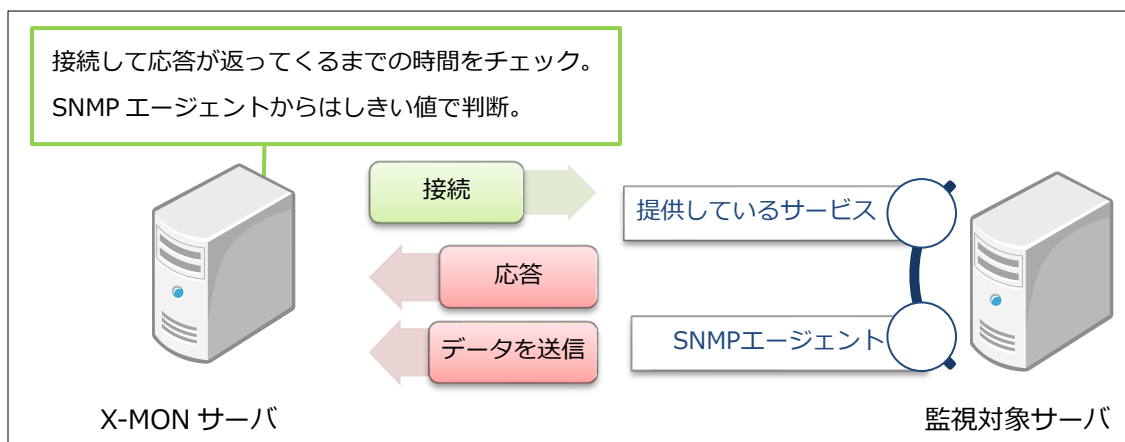 接続して応答が返ってくるまでの時間をチェック。
SNMP エージェントからはしきい値で判断。
接続
提供しているサービス
応答
データを送信
SNMPエージェント
X-MON サーバ
監視対象サーバ